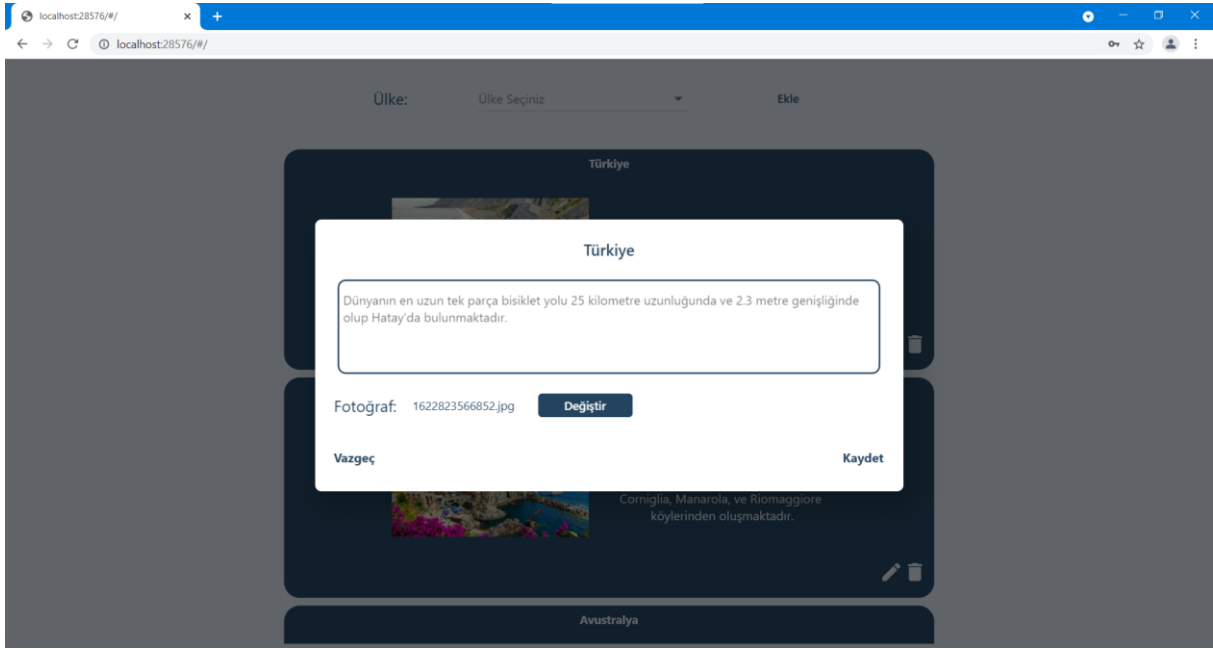 localhost:28576/#/
localhost:28576/#/
Ülke: Ülke Seçiniz Ekle
Türkiye
Türkiye
Dünyanın en uzun tek parça bisiklet yolu 25 kilometre uzunluğunda ve 2.3 metre genişliğinde
olup Hatay'da bulunmaktadır.
Fotoğraf: 1622823566852.jpg Değiştir
Vazgeç Kaydet
Corniglia, Manarola, ve Riomaggiore
köylerinden oluşmaktadır.
Avustralya